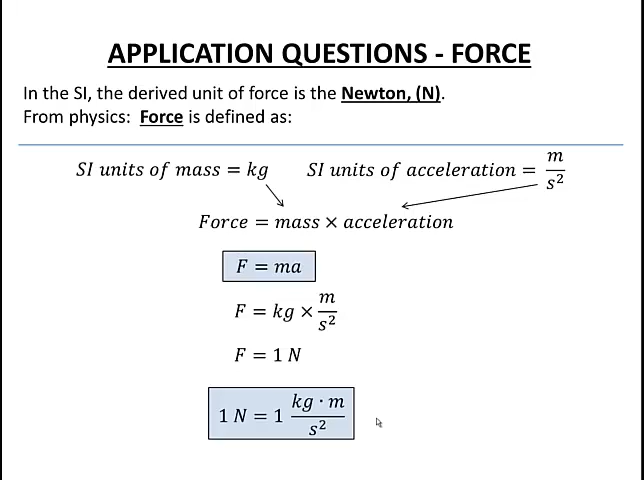 APPLICATION QUESTIONS - FORCE
In the SI, the derived unit of force is the Newton, (N).
From physics: Force is defined as:
SI units of mass = kg SI units of acceleration = m/s²
Force = mass × acceleration
F = ma
F = kg × m/s²
F = 1 N
1 N = 1 kg · m/s²